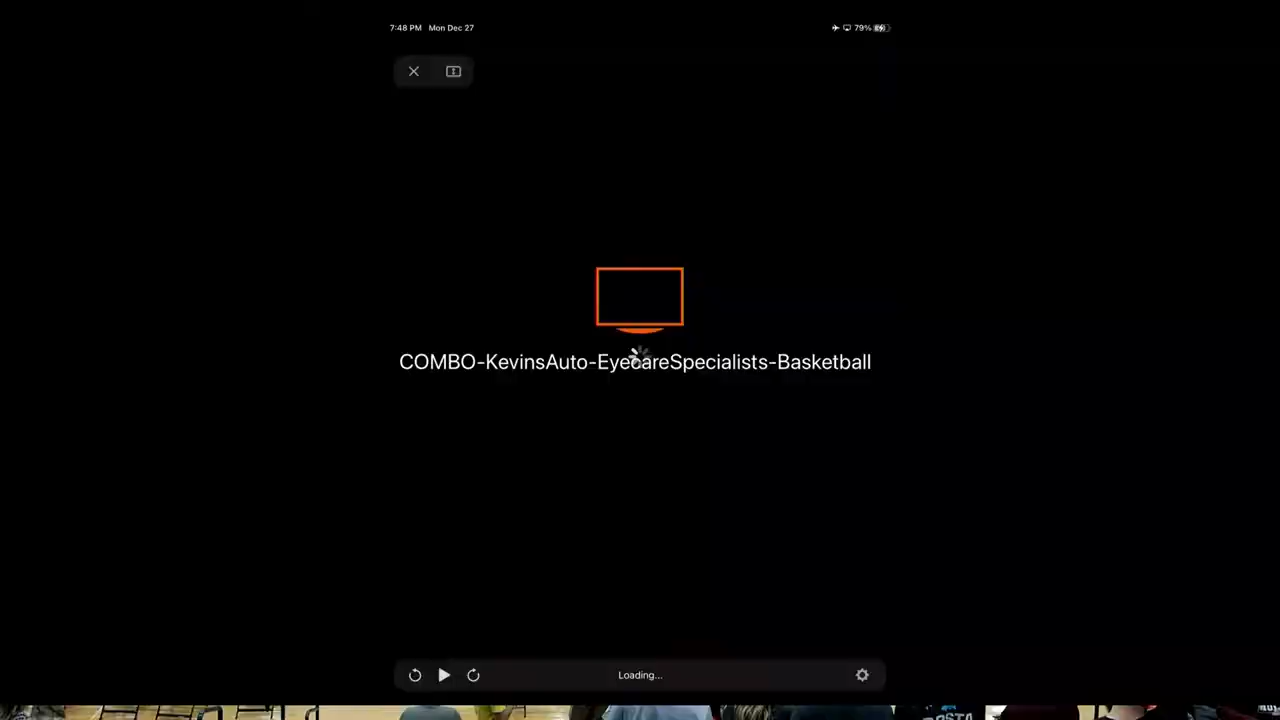 7:48 PM Mon Dec 27
79%
COMBO-KevinsAuto-EyecareSpecialists-Basketball
Loading...